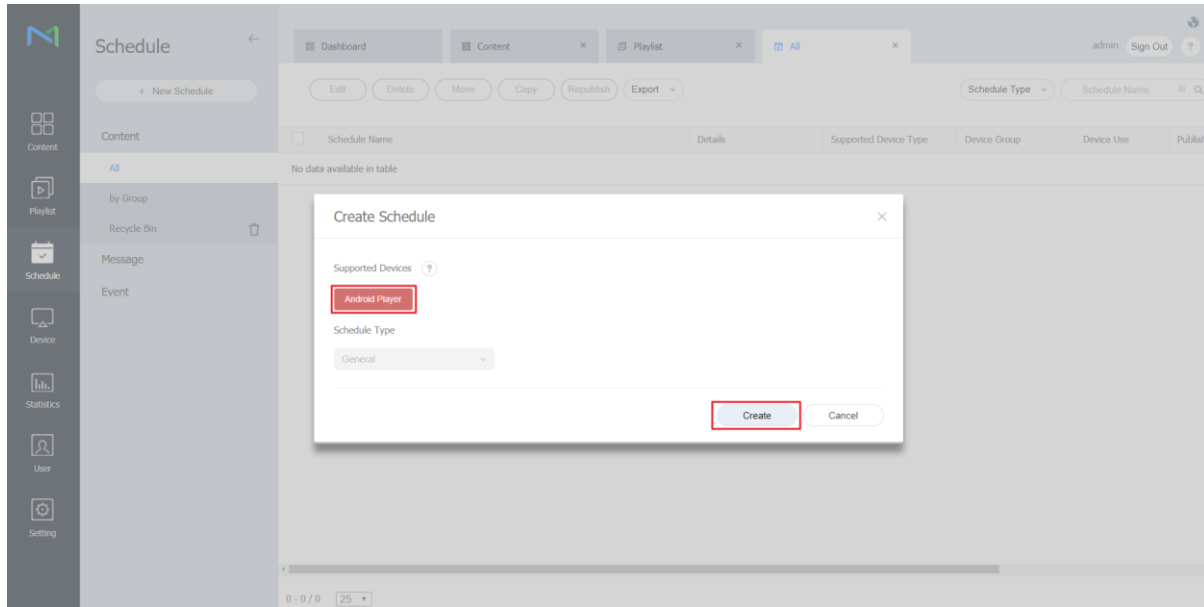 Schedule
Dashboard
Content
Playlist
All
admin
Sign Out
?
+ New Schedule
Edit
Delete
Move
Copy
Republish
Export
Schedule Type
Schedule Name
Content
Content
Schedule Name
Details
Supported Device Type
Device Group
Device Use
All
No data available in table
Playlist
by Group
Recycle Bin
Schedule
Message
Event
Device
Statistics
User
Setting
Create Schedule
Supported Devices ?
Android Player
Schedule Type
General
Create
Cancel
0 - 0 / 0
25